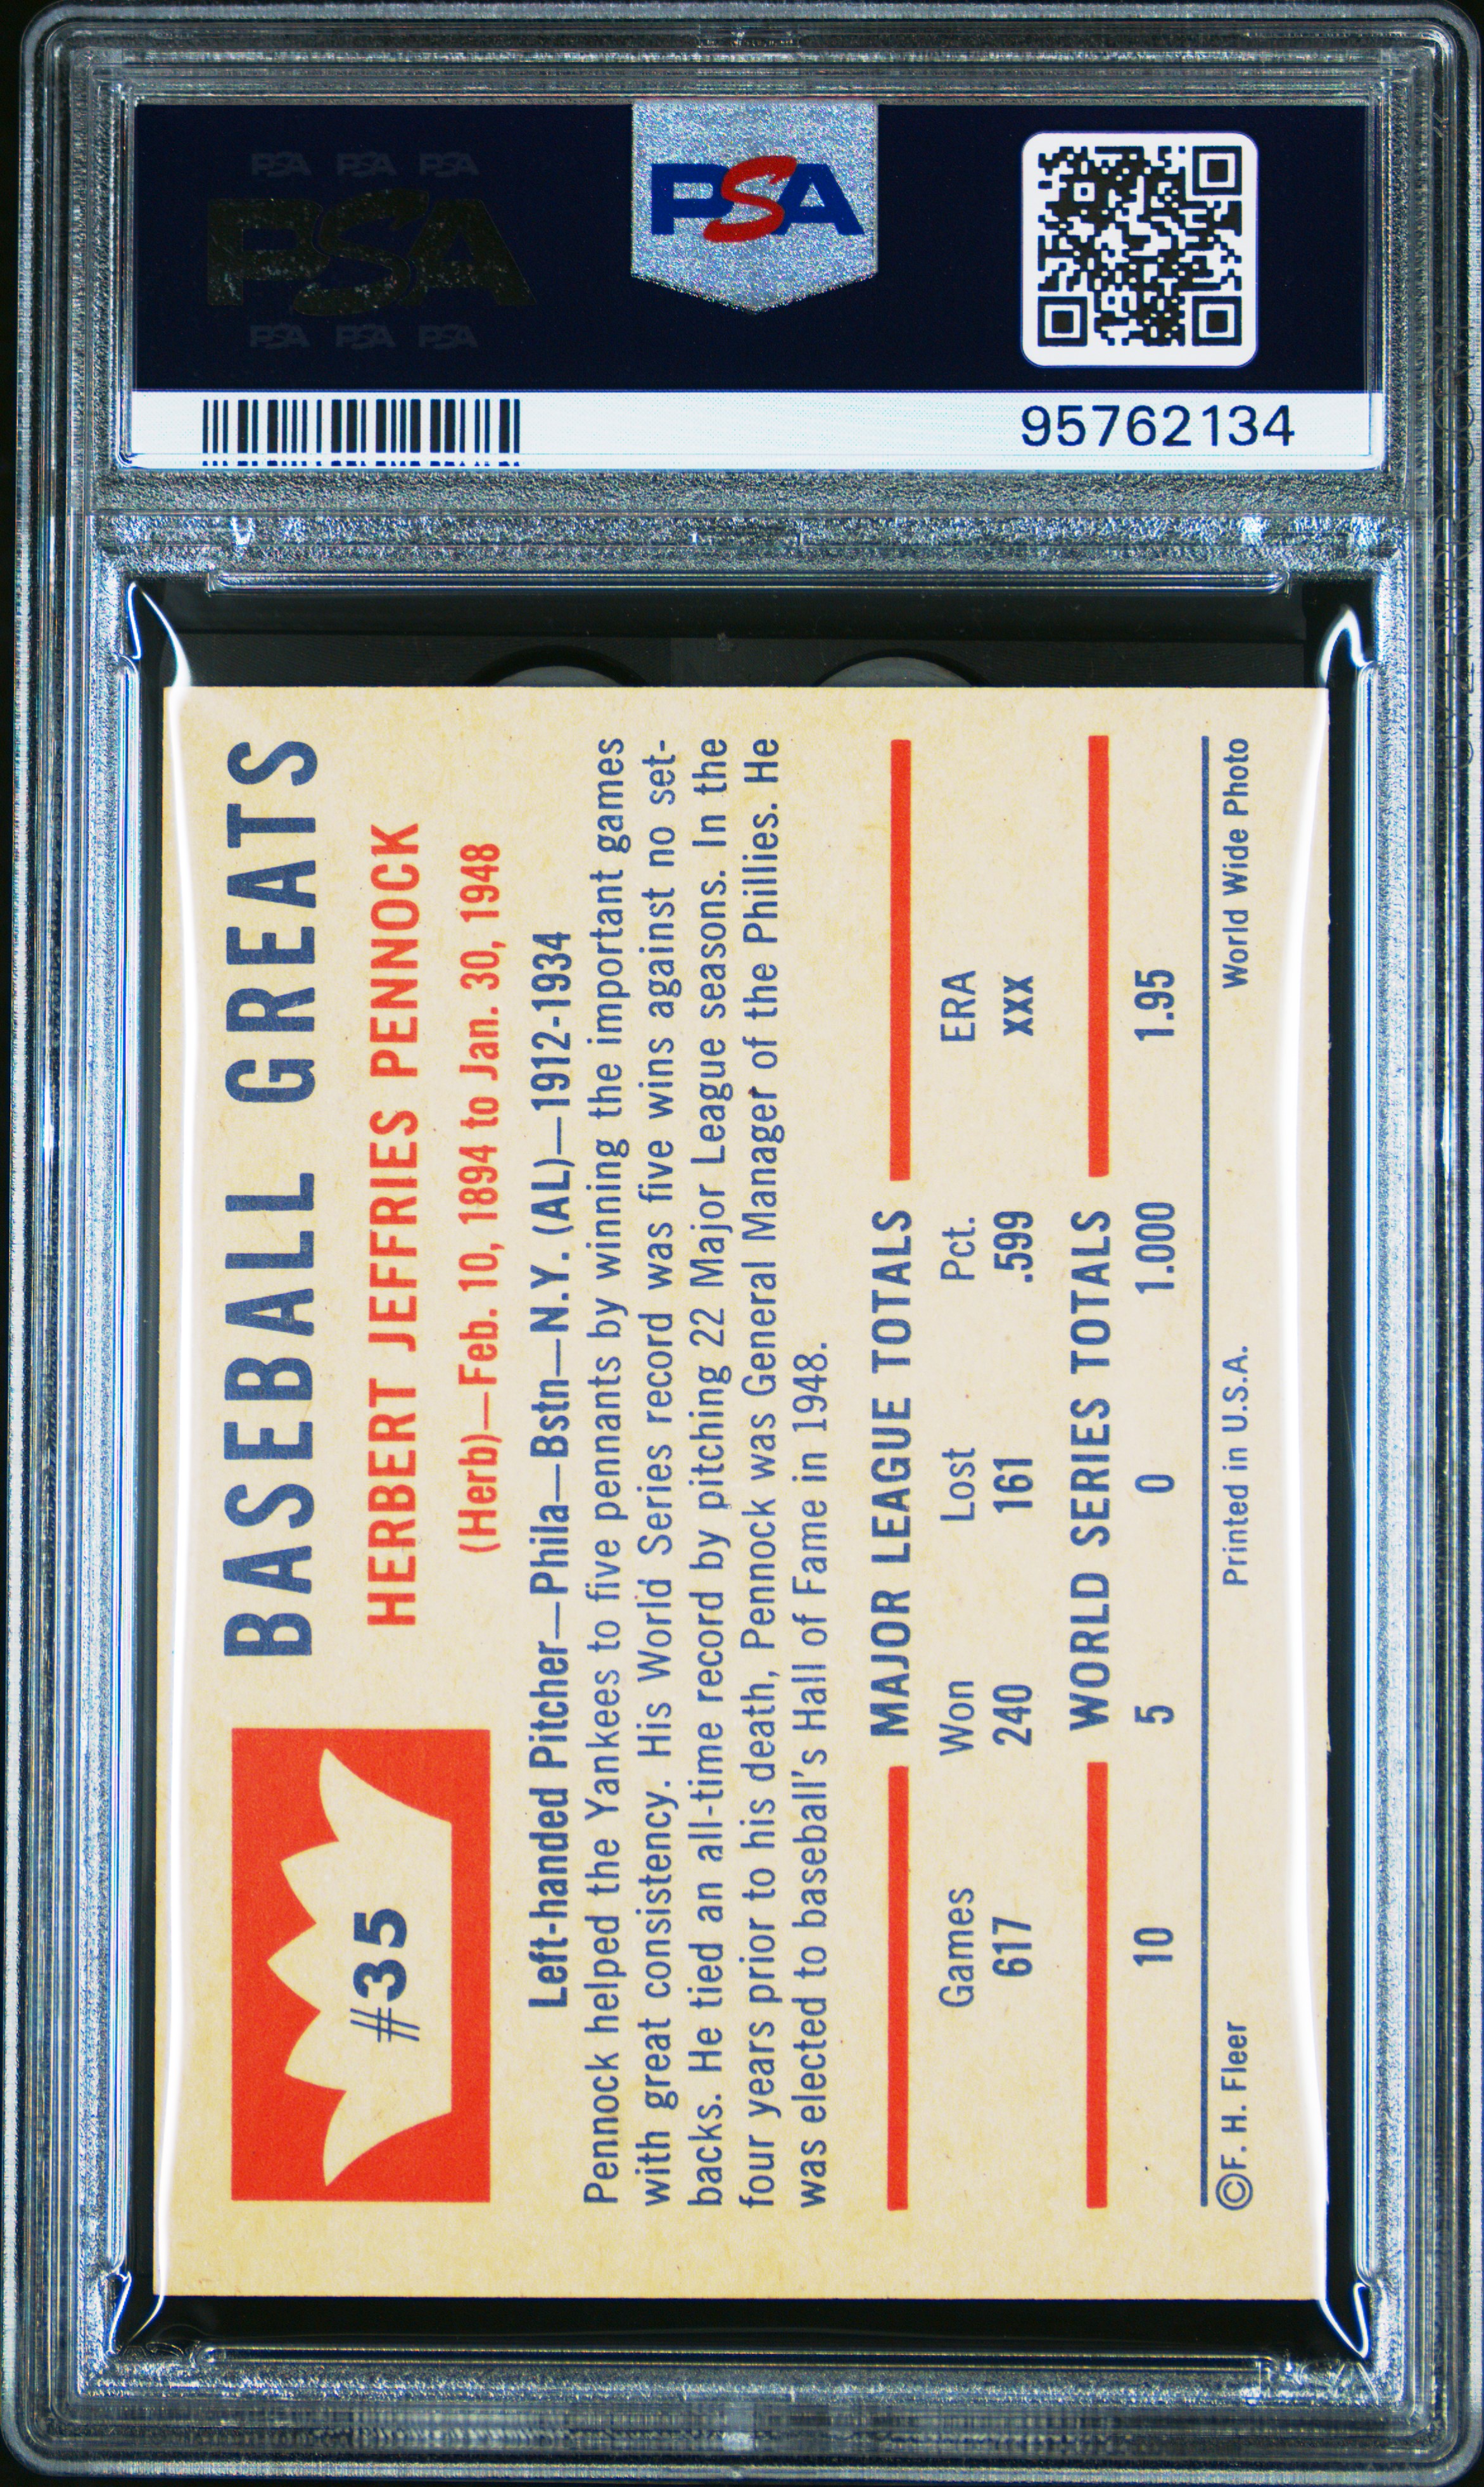 PSA PSA PSA
PSA
PSA PSA PSA
PSA
95762134
BASEBALL GREATS
#35
HERBERT JEFFRIES PENNOCK
(Herb)—Feb. 10, 1894 to Jan. 30, 1948
Left-handed Pitcher—Phila—Bstn—N.Y. (AL)—1912-1934
Pennock helped the Yankees to five pennants by winning the important games
with great consistency. His World Series record was five wins against no set-
backs. He tied an all-time record by pitching 22 Major League seasons. In the
four years prior to his death, Pennock was General Manager of the Phillies. He
was elected to baseball's Hall of Fame in 1948.
MAJOR LEAGUE TOTALS
Games Won Lost Pct. ERA
617 240 161 .599 XXX
WORLD SERIES TOTALS
10 5 0 1.000 1.95
©F. H. Fleer Printed in U.S.A. World Wide Photo